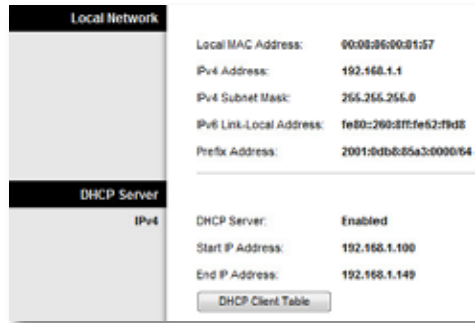 Local Network
Local MAC Address: 00:08:86:00:81:57
IPv4 Address: 192.168.1.1
IPv4 Subnet Mask: 255.255.255.0
IPv6 Link-Local Address: fe80::260:8ff:fe62:f9d8
Prefix Address: 2001:0db8:85a3:0000/64
DHCP Server
IPv4 DHCP Server: Enabled
Start IP Address: 192.168.1.100
End IP Address: 192.168.1.149
DHCP Client Table